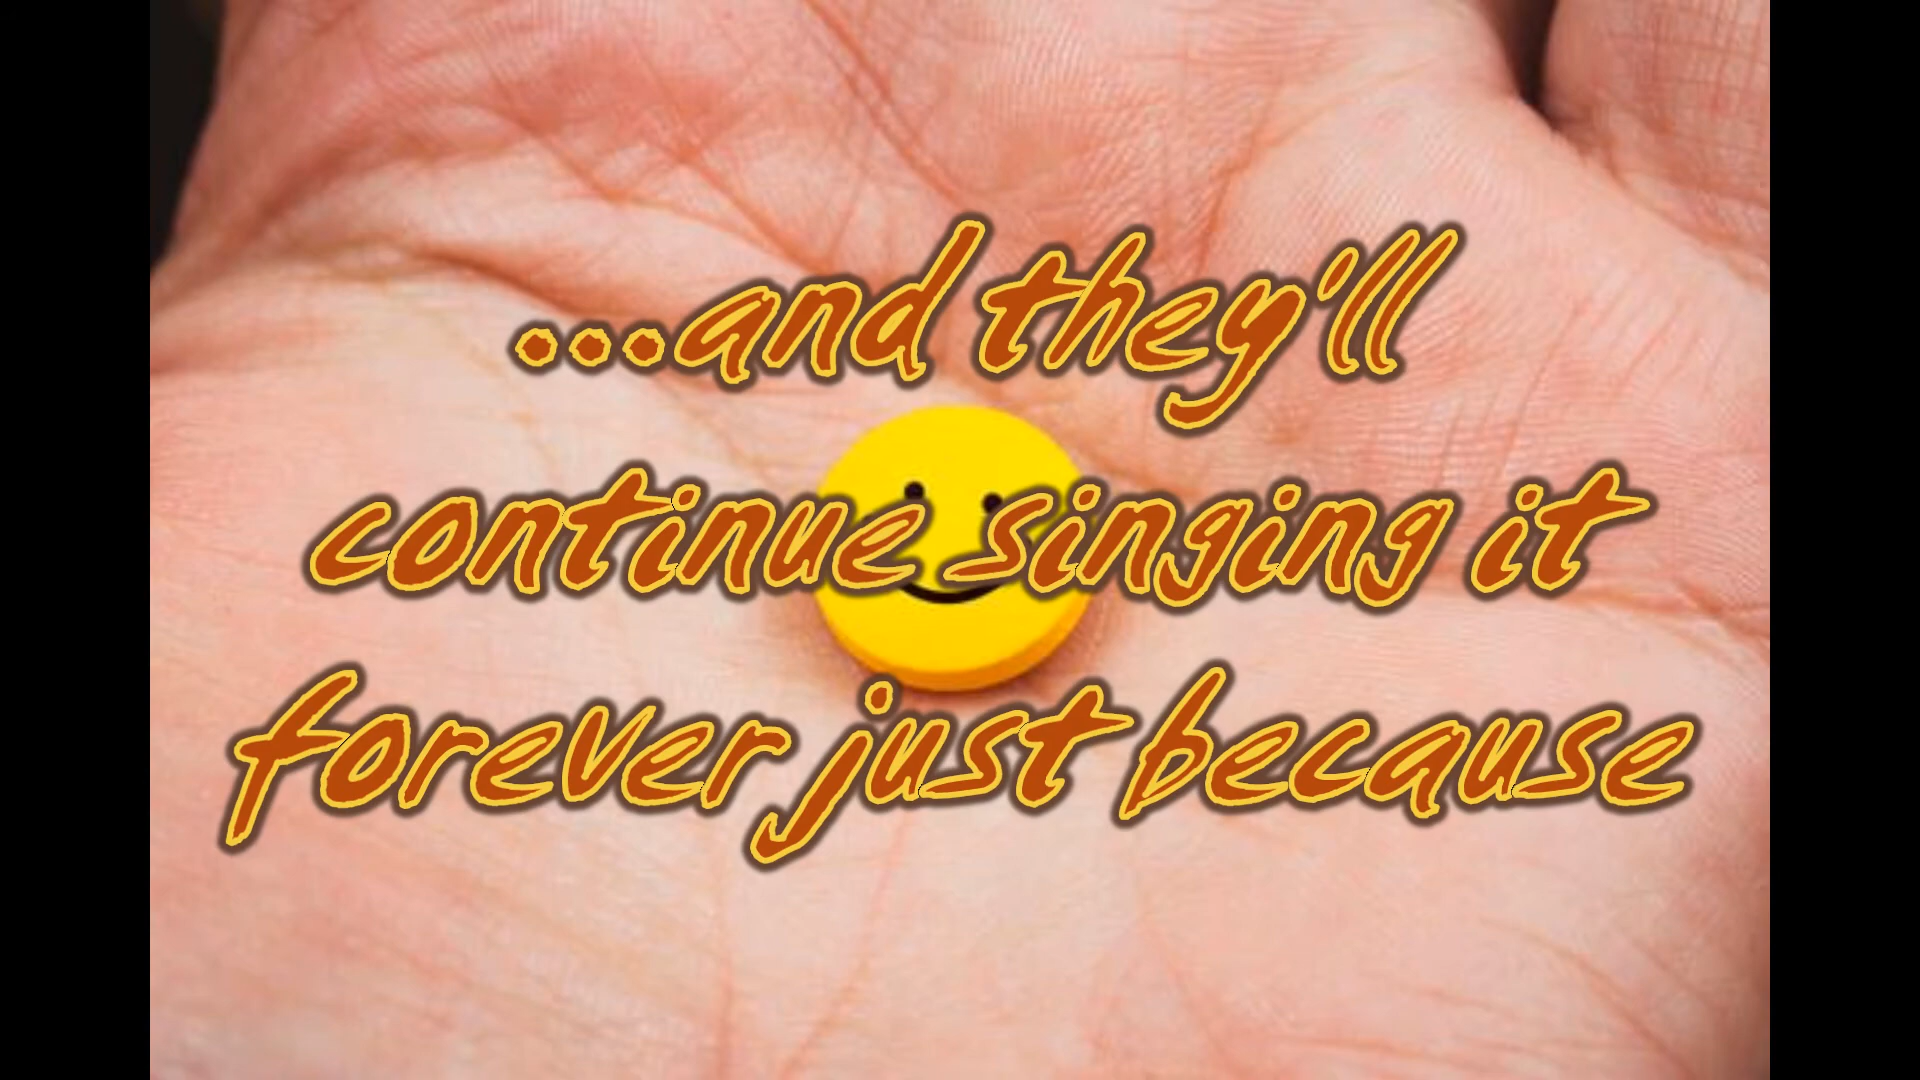 ...and they'll
continue singing it
forever just because